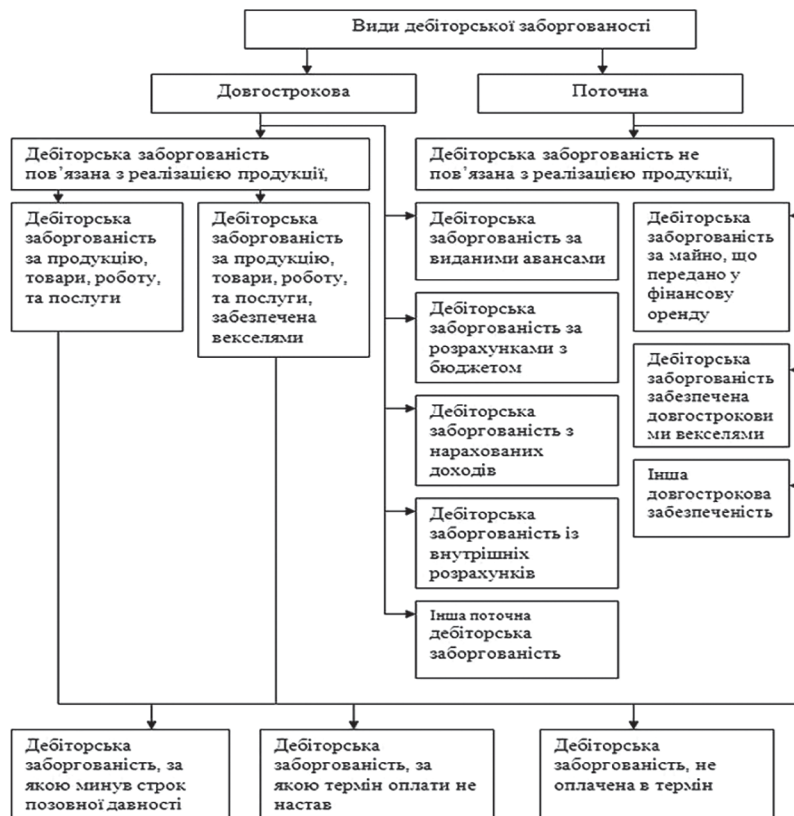 Види дебіторської заборгованості
Довгострокова
Поточна
Дебіторська заборгованість
пов’язана з реалізацією продукції,
Дебіторська заборгованість не
пов’язана з реалізацією продукції,
Дебіторська
заборгованість
за продукцію,
товари, роботу,
та послуги
Дебіторська
заборгованість
за продукцію,
товари, роботу,
та послуги,
забезпечена
векселями
Дебіторська
заборгованість за
виданими авансами
Дебіторська
заборгованість за
розрахунками з
бюджетом
Дебіторська
заборгованість з
нарахованих
доходів
Дебіторська
заборгованість із
внутрішніх
розрахунків
Інша поточна
дебіторська
заборгованість
Дебіторська
заборгованість
за майно, що
передано у
фінансову
оренду
Дебіторська
заборгованість
забезпечена
довгострокови
ми векселями
Інша
довгострокова
забезпеченість
Дебіторська
заборгованість, за
якою минув строк
позовної давності
Дебіторська
заборгованість, за
якою термін оплати не
настав
Дебіторська
заборгованість, не
оплачена в термін